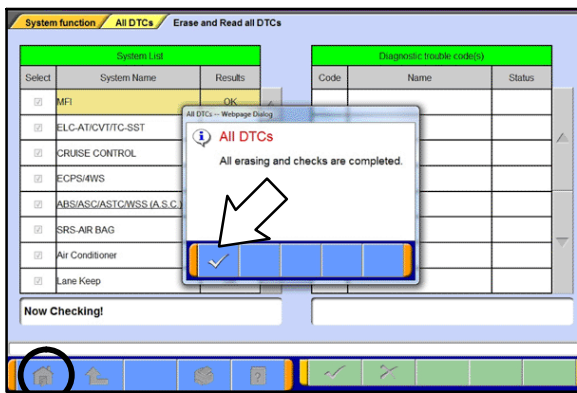 System function All DTCs Erase and Read all DTCs
System List
Diagnostic trouble code(s)
Select System Name Results
Code Name Status
MFI OK
ELC-AT/CVT/TC-SST
CRUISE CONTROL
ECPS/4WS
ABS/ASC/ASTC/WSS (A.S.C.)
SRS-AIR BAG
Air Conditioner
Lane Keep
All DTCs -- Webpage Dialog
All DTCs
All erasing and checks are completed.
Now Checking!